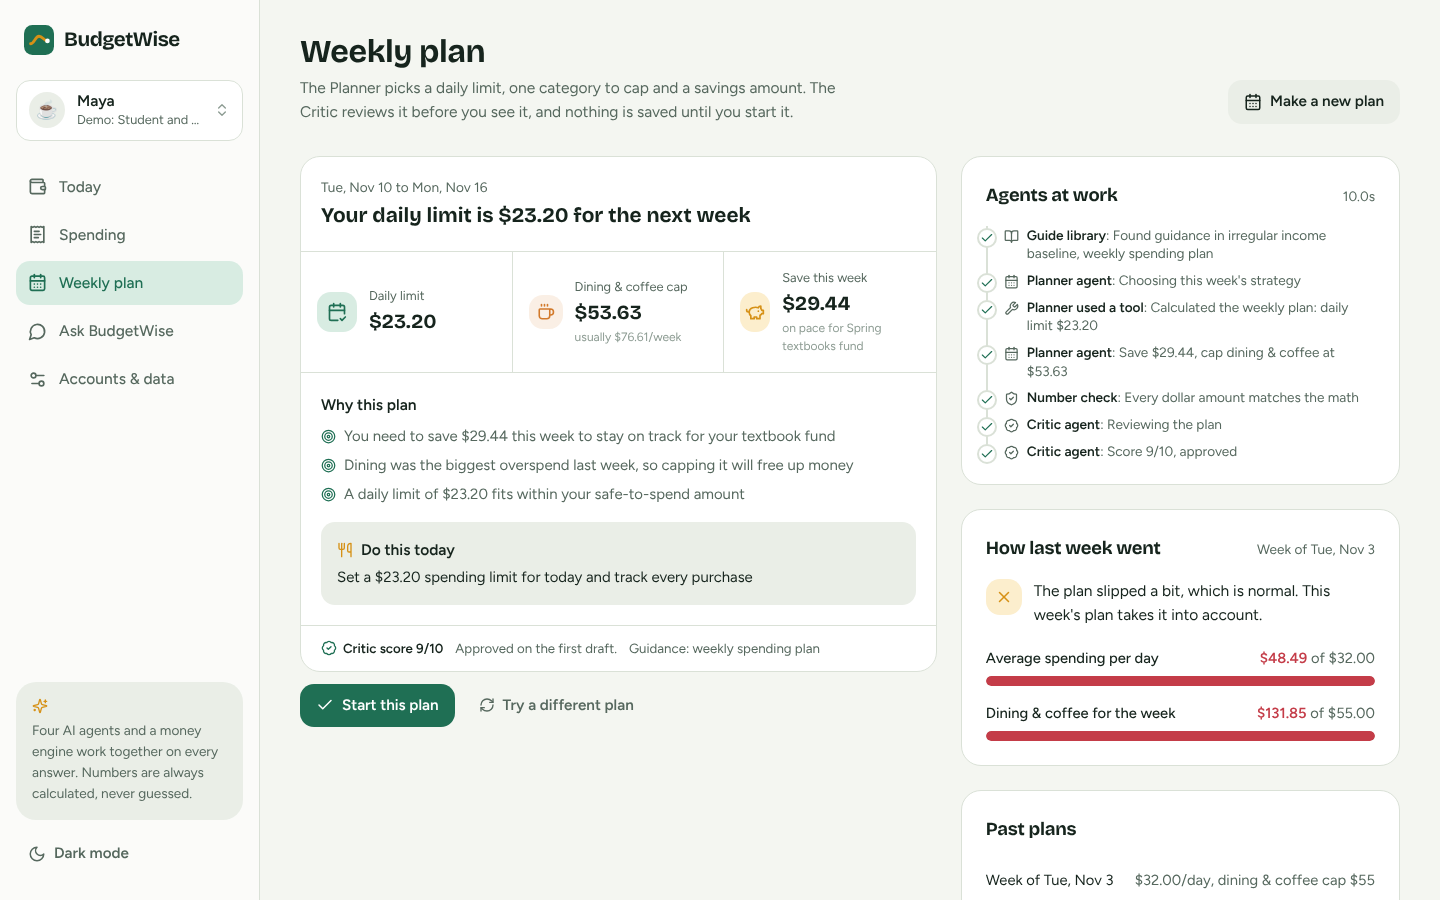 BudgetWise
Maya
Demo: Student and ...
Today
Spending
Weekly plan
Ask BudgetWise
Accounts & data
Four AI agents and a money
engine work together on every
answer. Numbers are always
calculated, never guessed.
Dark mode
Weekly plan
The Planner picks a daily limit, one category to cap and a savings amount. The
Critic reviews it before you see it, and nothing is saved until you start it.
Make a new plan
Tue, Nov 10 to Mon, Nov 16
Your daily limit is $23.20 for the next week
Daily limit
$23.20
Dining & coffee cap
$53.63
usually $76.61/week
Save this week
$29.44
on pace for Spring
textbooks fund
Why this plan
You need to save $29.44 this week to stay on track for your textbook fund
Dining was the biggest overspend last week, so capping it will free up money
A daily limit of $23.20 fits within your safe-to-spend amount
Do this today
Set a $23.20 spending limit for today and track every purchase
Critic score 9/10 Approved on the first draft. Guidance: weekly spending plan
Start this plan
Try a different plan
Agents at work 10.0s
Guide library: Found guidance in irregular income
baseline, weekly spending plan
Planner agent: Choosing this week's strategy
Planner used a tool: Calculated the weekly plan: daily
limit $23.20
Planner agent: Save $29.44, cap dining & coffee at
$53.63
Number check: Every dollar amount matches the math
Critic agent: Reviewing the plan
Critic agent: Score 9/10, approved
How last week went Week of Tue, Nov 3
The plan slipped a bit, which is normal. This
week's plan takes it into account.
Average spending per day $48.49 of $32.00
Dining & coffee for the week $131.85 of $55.00
Past plans
Week of Tue, Nov 3 $32.00/day, dining & coffee cap $55